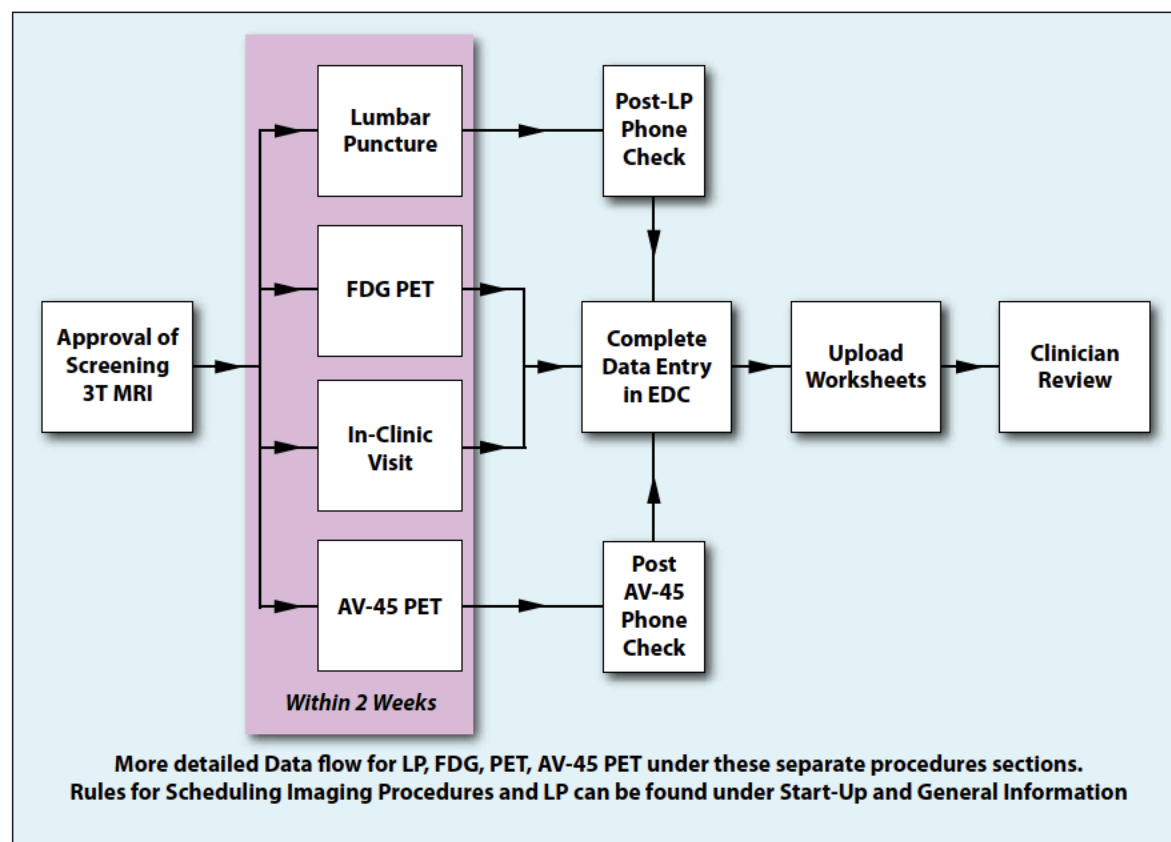 Lumbar
Puncture
Post-LP
Phone
Check
FDG PET
Approval of
Screening
3T MRI
In-Clinic
Visit
Complete
Data Entry
in EDC
Upload
Worksheets
Clinician
Review
AV-45 PET
Post
AV-45
Phone
Check
Within 2 Weeks
More detailed Data flow for LP, FDG, PET, AV-45 PET under these separate procedures sections.
Rules for Scheduling Imaging Procedures and LP can be found under Start-Up and General Information